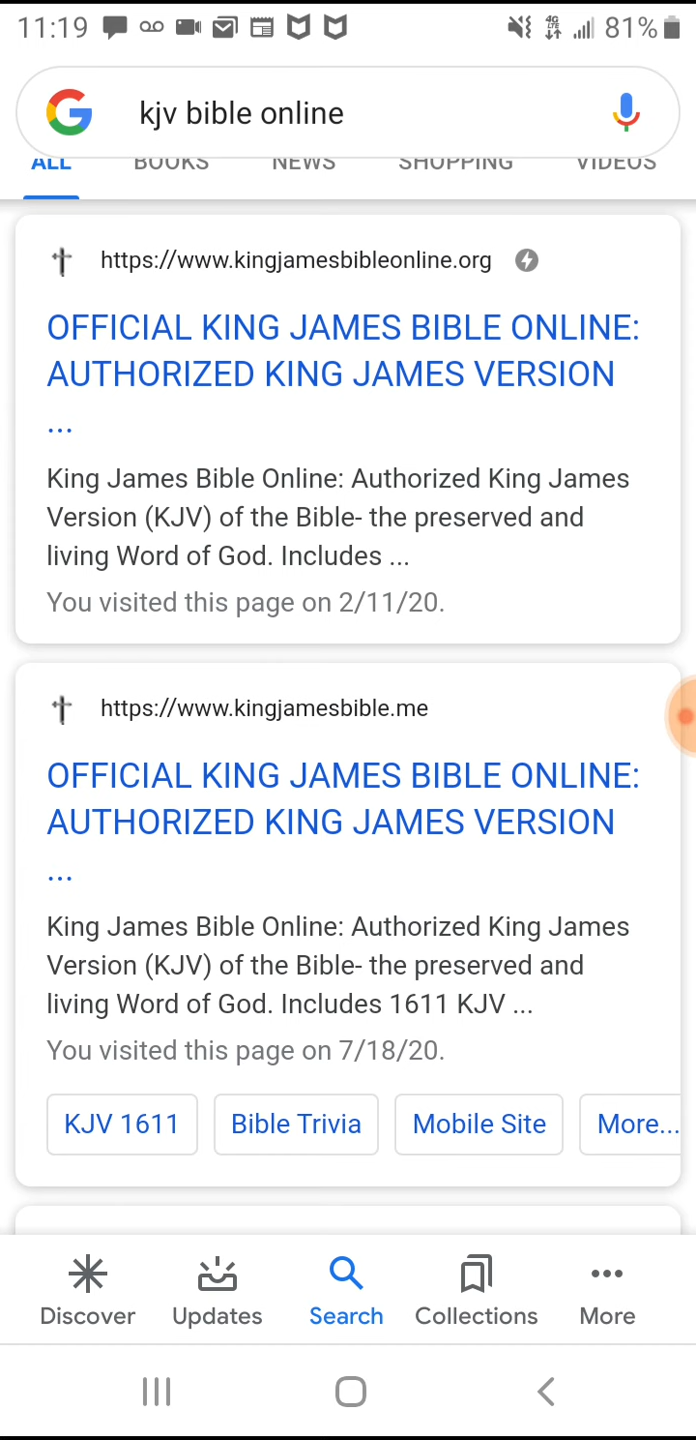 11:19
4G LTE 81%
kjv bible online
ALL BOOKS NEWS SHOPPING VIDEOS
https://www.kingjamesbibleonline.org
OFFICIAL KING JAMES BIBLE ONLINE:
AUTHORIZED KING JAMES VERSION
...
King James Bible Online: Authorized King James
Version (KJV) of the Bible- the preserved and
living Word of God. Includes ...
You visited this page on 2/11/20.
https://www.kingjamesbible.me
OFFICIAL KING JAMES BIBLE ONLINE:
AUTHORIZED KING JAMES VERSION
...
King James Bible Online: Authorized King James
Version (KJV) of the Bible- the preserved and
living Word of God. Includes 1611 KJV ...
You visited this page on 7/18/20.
KJV 1611 Bible Trivia Mobile Site More...
Discover Updates Search Collections More